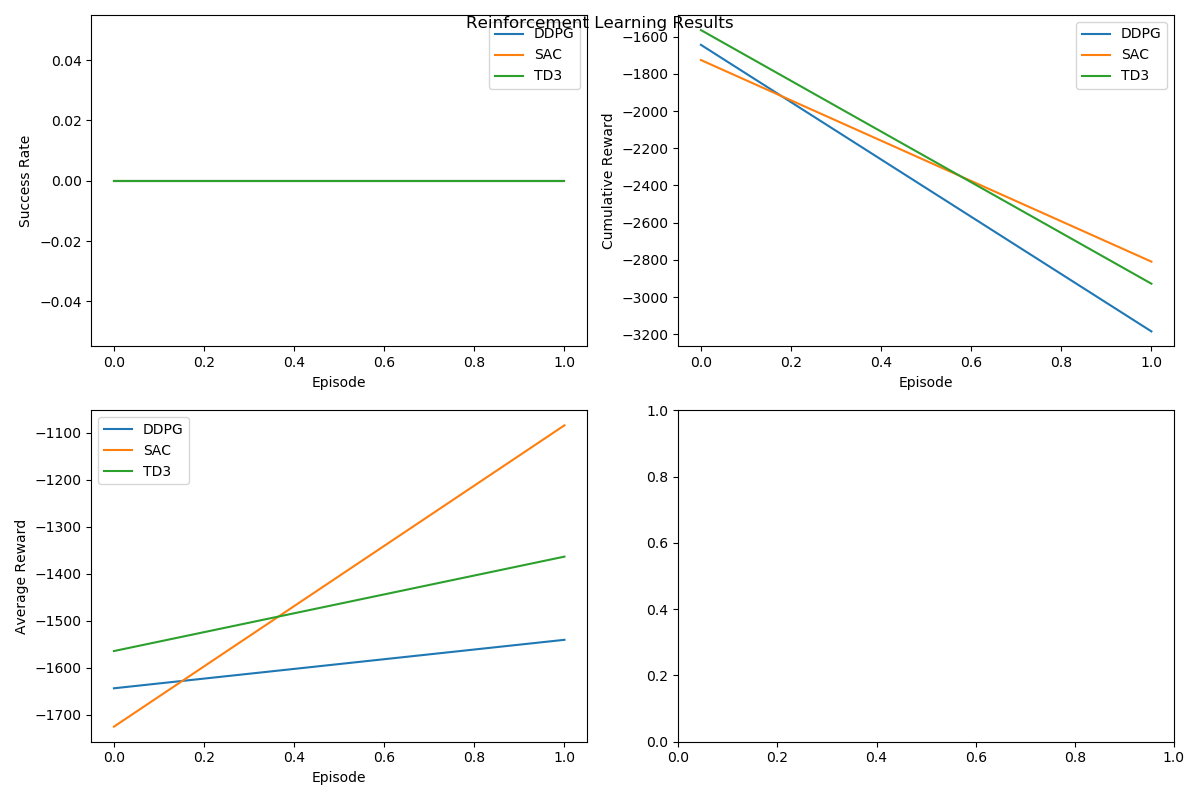 Reinforcement Learning Results
DDPG
SAC
TD3
0.04
0.02
0.00
−0.02
−0.04
Success Rate
0.0 0.2 0.4 0.6 0.8 1.0
Episode
DDPG
SAC
TD3
−1600
−1800
−2000
−2200
−2400
−2600
−2800
−3000
−3200
Cumulative Reward
0.0 0.2 0.4 0.6 0.8 1.0
Episode
DDPG
SAC
TD3
−1100
−1200
−1300
−1400
−1500
−1600
−1700
Average Reward
0.0 0.2 0.4 0.6 0.8 1.0
Episode
1.0
0.8
0.6
0.4
0.2
0.0
0.0 0.2 0.4 0.6 0.8 1.0